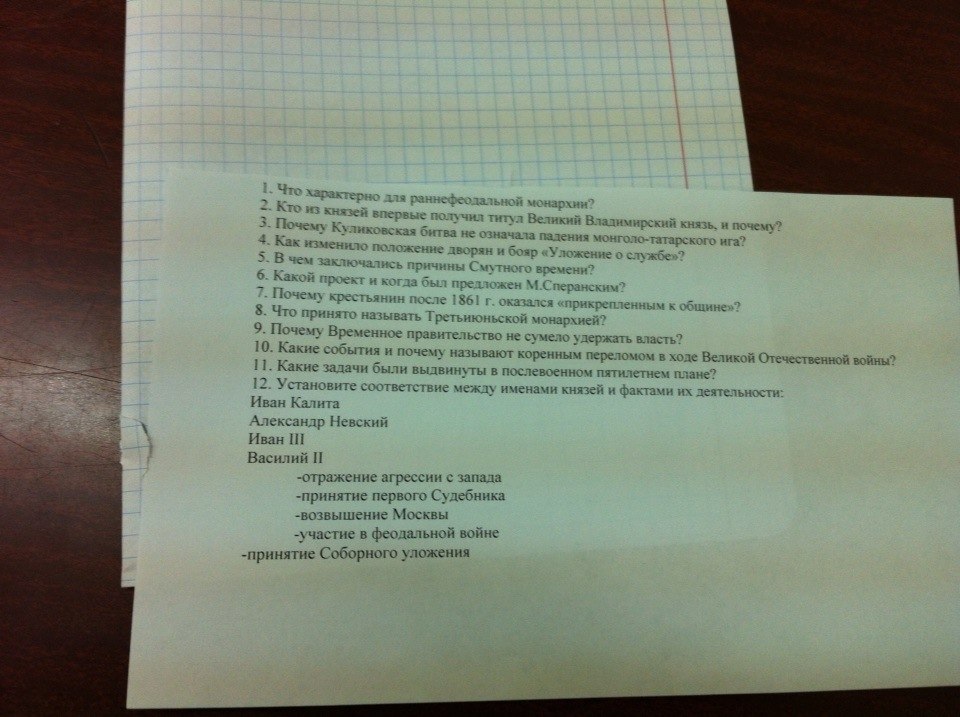 1. Что характерно для раннефеодальной монархии?
2. Кто из князей впервые получил титул Великий Владимирский князь, и почему?
3. Почему Куликовская битва не означала падения монголо-татарского ига?
4. Как изменило положение дворян и бояр «Уложение о службе»?
5. В чем заключались причины Смутного времени?
6. Какой проект и когда был предложен М.Сперанским?
7. Почему крестьянин после 1861 г. оказался «прикрепленным к общине»?
8. Что принято называть Третьиюньской монархией?
9. Почему Временное правительство не сумело удержать власть?
10. Какие события и почему называют коренным переломом в ходе Великой Отечественной войны?
11. Какие задачи были выдвинуты в послевоенном пятилетнем плане?
12. Установите соответствие между именами князей и фактами их деятельности:
Иван Калита
Александр Невский
Иван III
Василий II
-отражение агрессии с запада
-принятие первого Судебника
-возвышение Москвы
-участие в феодальной войне
-принятие Соборного уложения